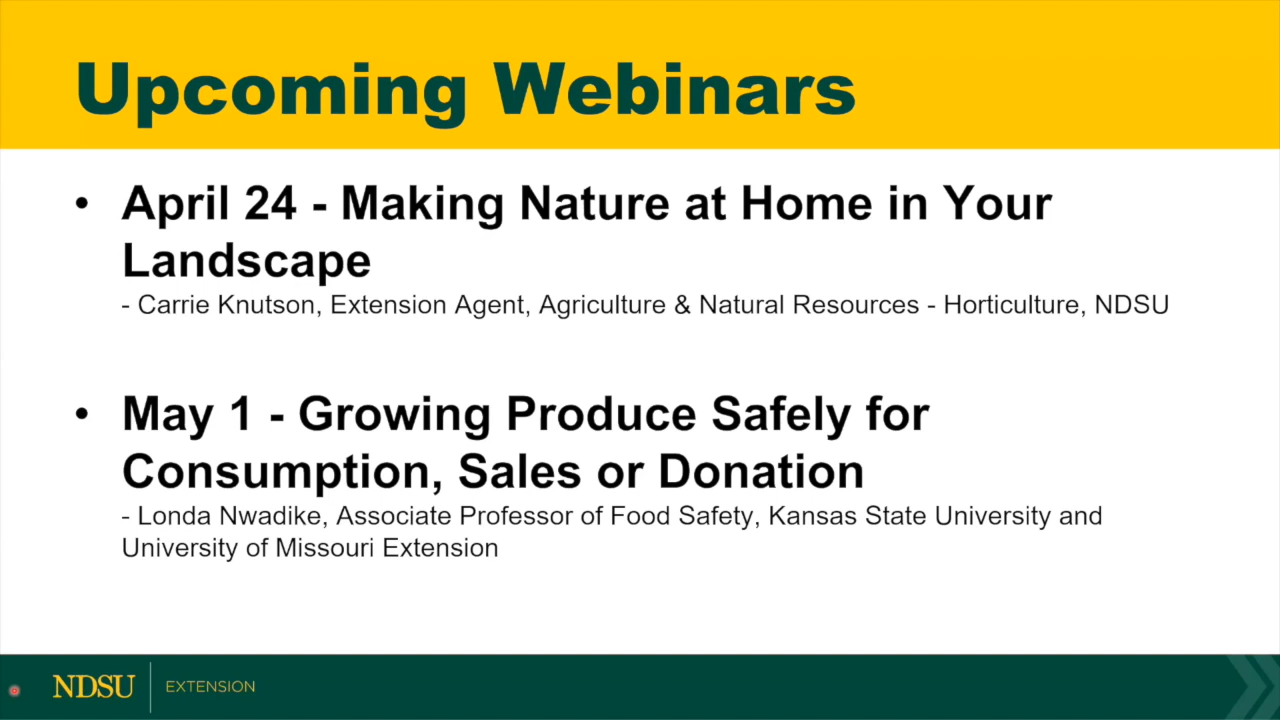 Upcoming Webinars
• April 24 - Making Nature at Home in Your
Landscape
- Carrie Knutson, Extension Agent, Agriculture & Natural Resources - Horticulture, NDSU
• May 1 - Growing Produce Safely for
Consumption, Sales or Donation
- Londa Nwadike, Associate Professor of Food Safety, Kansas State University and
University of Missouri Extension
NDSU EXTENSION